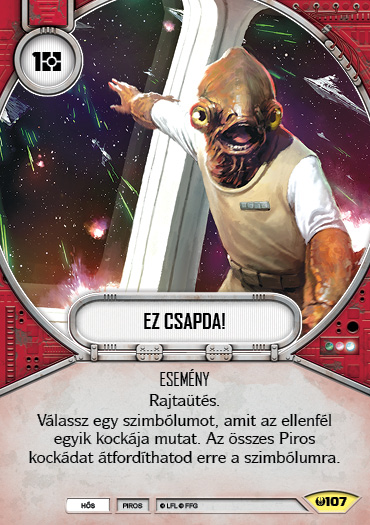 1
EZ CSAPDA!
ESEMÉNY
Rajtaütés.
Válassz egy szimbólumot, amit az ellenfél
egyik kockája mutat. Az összes Piros
kockádat átfordíthatod erre a szimbólumra.
HŐS PIROS © LFL © FFG 107